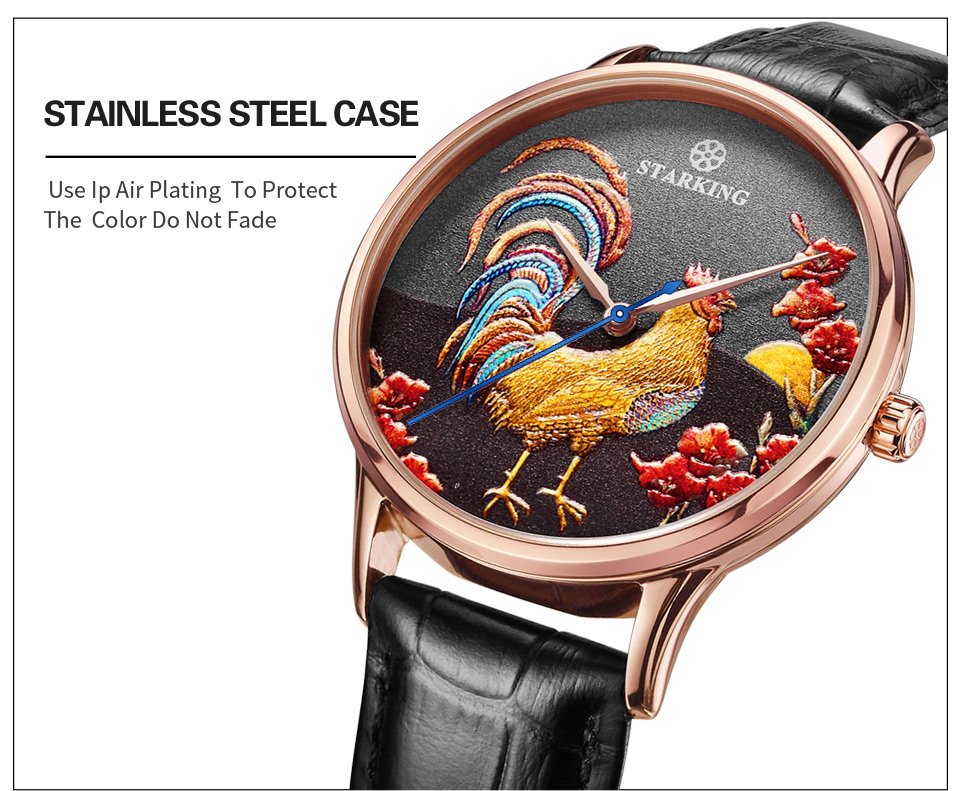 STAINLESS STEEL CASE
Use Ip Air Plating To Protect
The Color Do Not Fade
STARKING